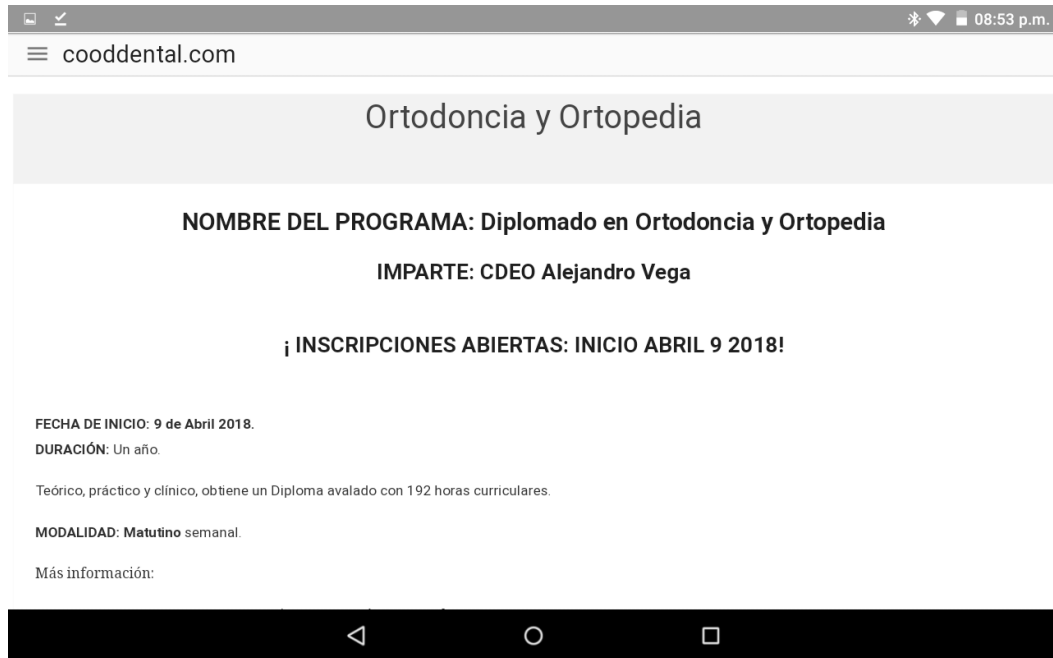 08:53 p.m.
cooddental.com
Ortodoncia y Ortopedia
NOMBRE DEL PROGRAMA: Diplomado en Ortodoncia y Ortopedia
IMPARTE: CDEO Alejandro Vega
¡ INSCRIPCIONES ABIERTAS: INICIO ABRIL 9 2018!
FECHA DE INICIO: 9 de Abril 2018.
DURACIÓN: Un año.
Teórico, práctico y clínico, obtiene un Diploma avalado con 192 horas curriculares.
MODALIDAD: Matutino semanal.
Más información: